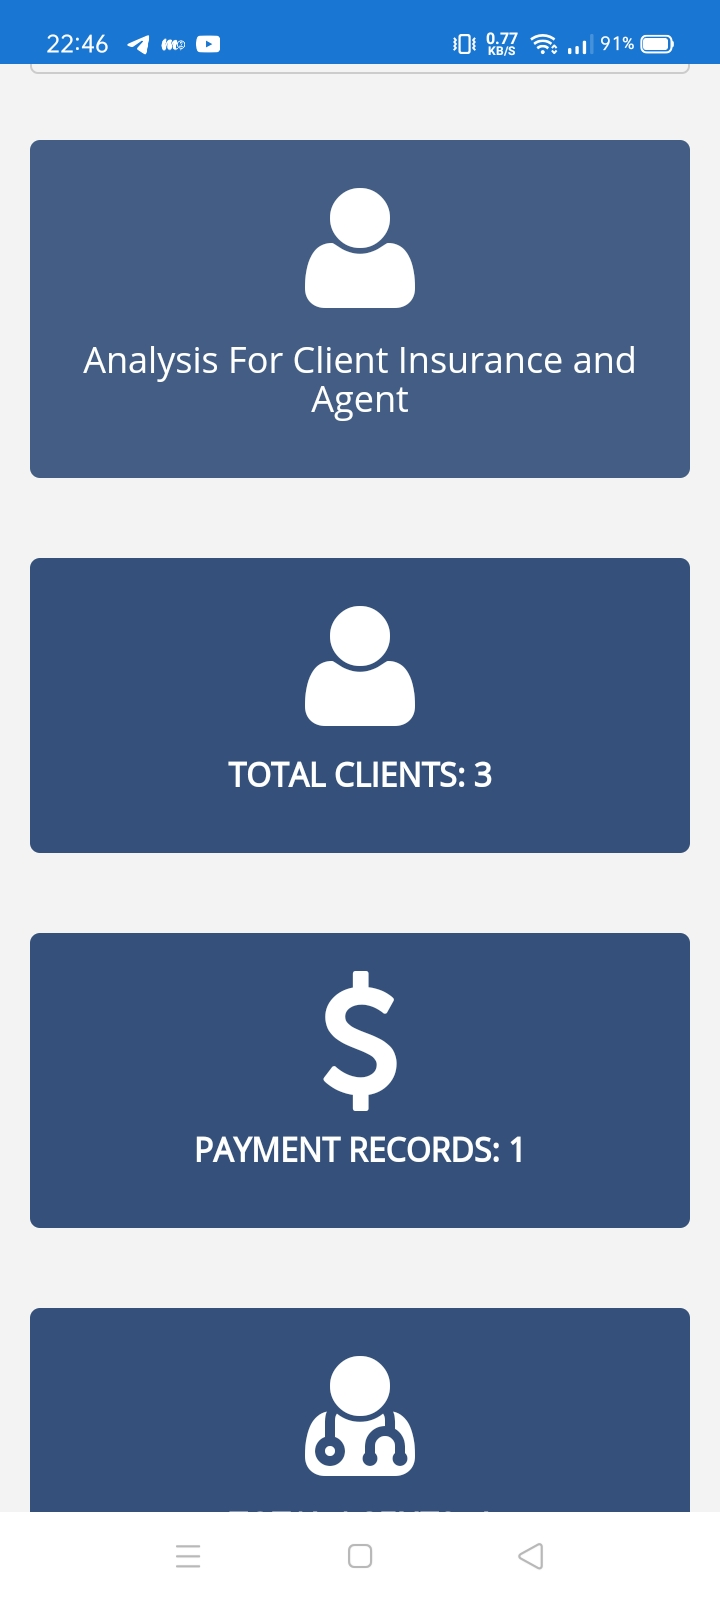 22:46
0.77
KB/S
91%
Analysis For Client Insurance and
Agent
TOTAL CLIENTS: 3
PAYMENT RECORDS: 1